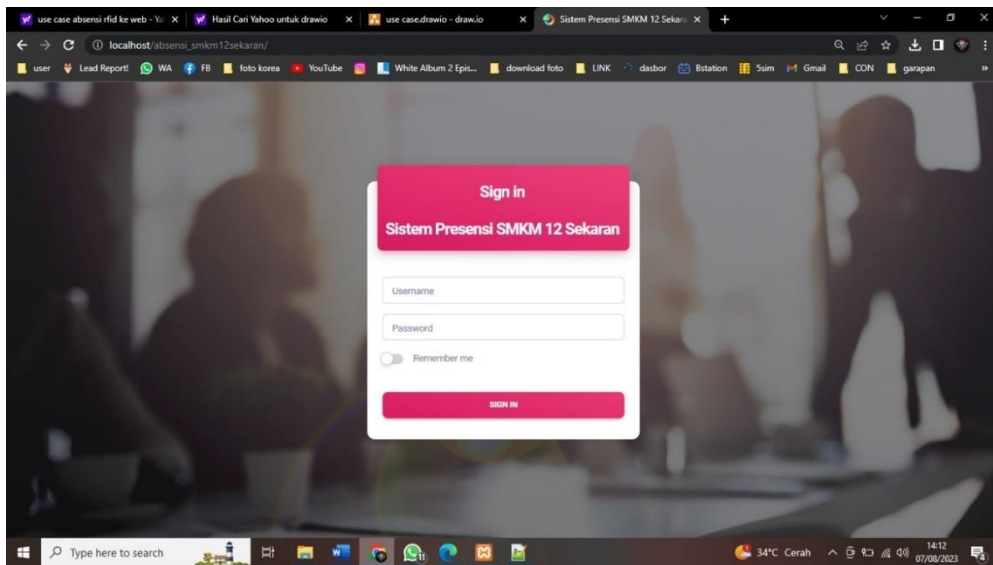 use case absensi rfid ke web - Ya
Hasil Cari Yahoo untuk drawio
use case.drawio - draw.io
Sistem Presensi SMKM 12 Sekara
localhost/absensi_smkm12sekaran/
user
Lead Report!
WA
FB
foto korea
YouTube
White Album 2 Epis...
download foto
LINK
dasbor
Bstation
5sim
Gmail
CON
garapan
»
Sign in
Sistem Presensi SMKM 12 Sekaran
Username
Password
Remember me
SIGN IN
Type here to search
34°C Cerah
14:12
07/08/2023